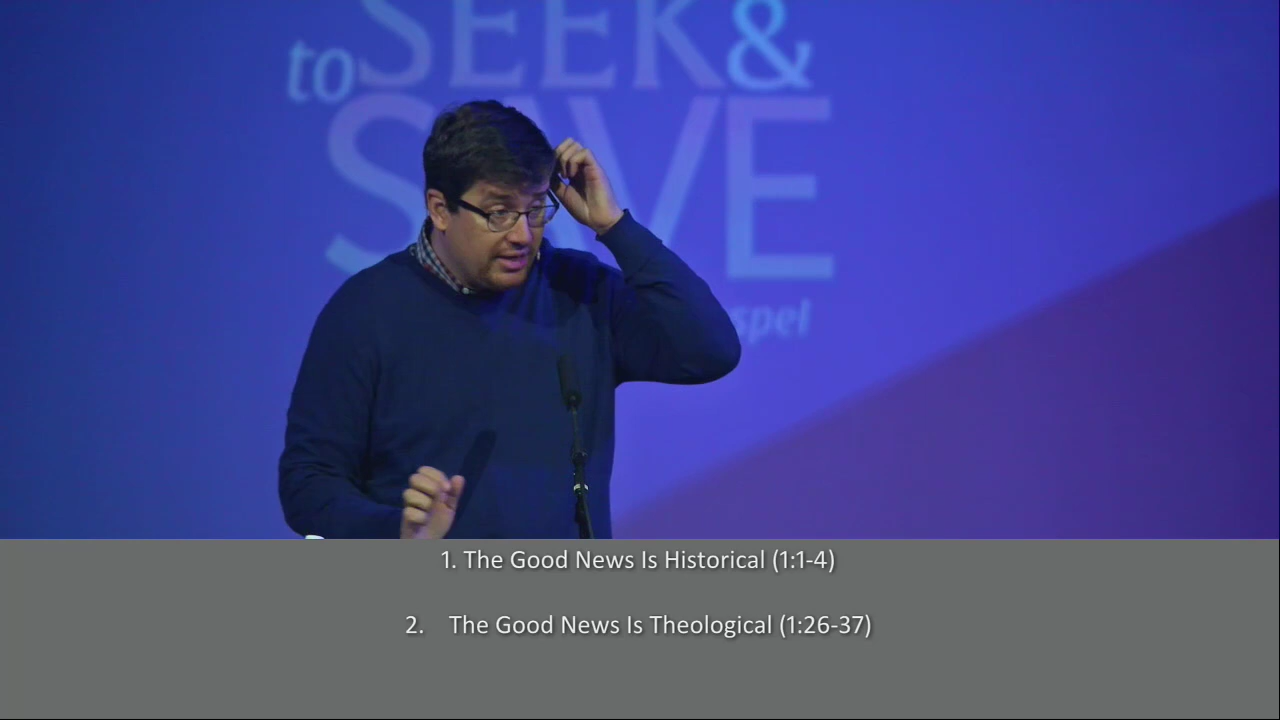 to SEEK &
SAVE
1. The Good News Is Historical (1:1-4)
2. The Good News Is Theological (1:26-37)